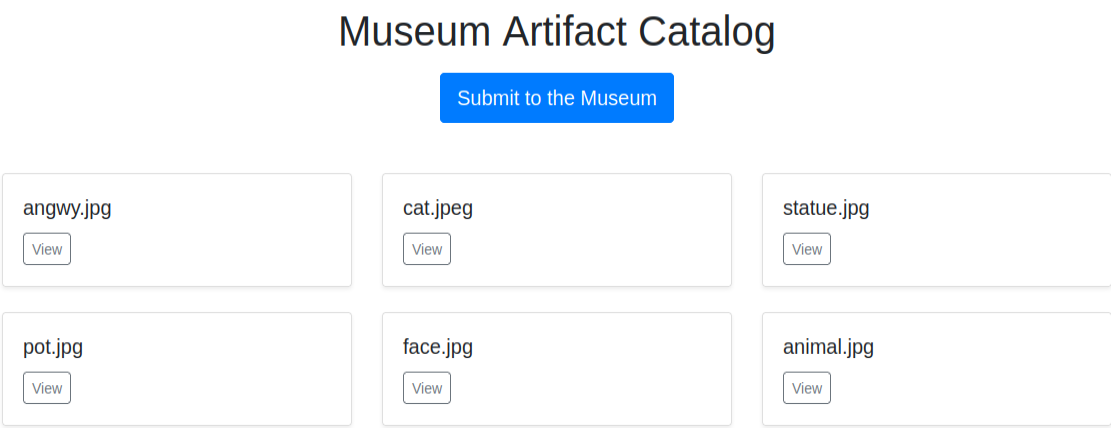 Museum Artifact Catalog
Submit to the Museum
angwy.jpg
View
cat.jpeg
View
statue.jpg
View
pot.jpg
View
face.jpg
View
animal.jpg
View